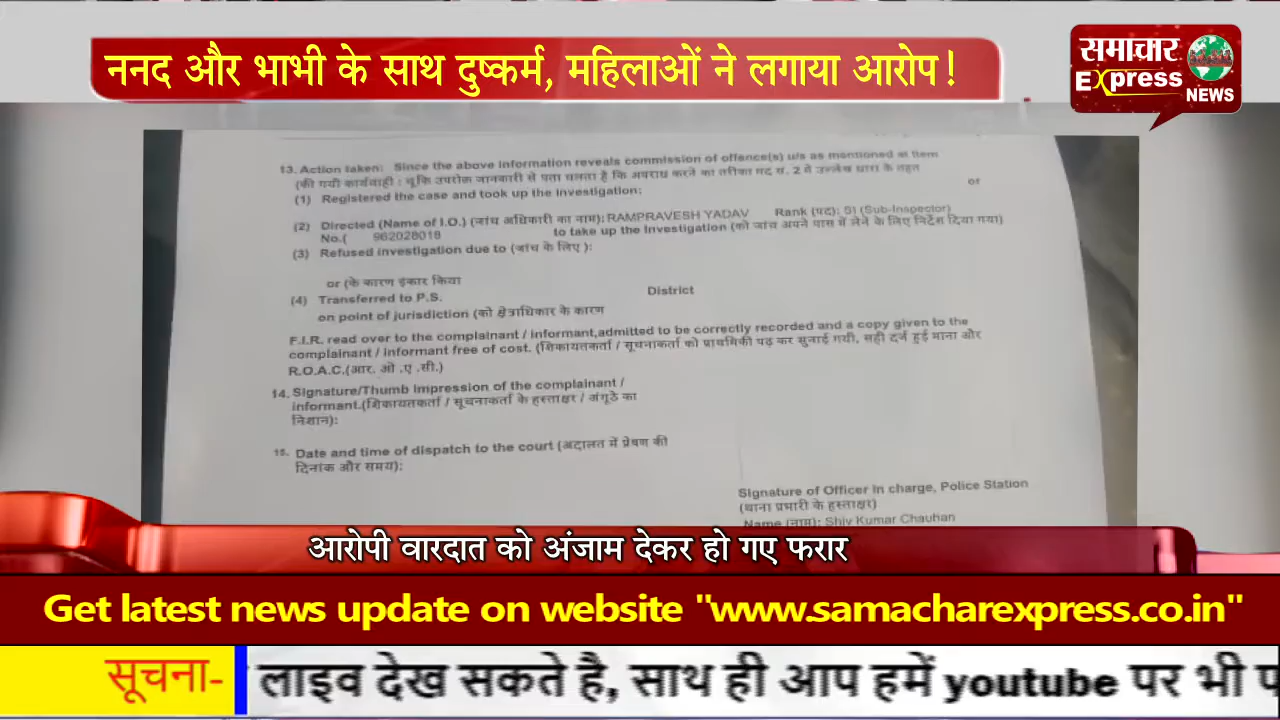 ननद और भाभी के साथ दुष्कर्म, महिलाओं ने लगाया आरोप!
समाचार
Express
NEWS
13. Action taken: Since the above information reveals commission of offence(s) u/s as mentioned at Item
(की गयी कार्यवाही : चूंकि उपरोक्त जानकारी से पता चलता है कि अपराध करने का तरीका मद सं. 2 में उल्लेख धारा के तहत
(1) Registered the case and took up the investigation:
or
(2) Directed (Name of I.O.) (जांच अधिकारी का नाम): RAMPRAVESH YADAV Rank (पद): SI (Sub-Inspector)
No.( 962028018 to take up the Investigation (को जांच अपने पास में लेने के लिए निर्देश दिया गया)
(3) Refused investigation due to (जांच के लिए ):
or (के कारण इंकार किया
(4) Transferred to P.S. District
on point of jurisdiction (को क्षेत्राधिकार के कारण
F.I.R. read over to the complainant / informant,admitted to be correctly recorded and a copy given to the
complainant / informant free of cost. (शिकायतकर्ता / सूचनाकर्ता को प्राथमिकी पढ़ कर सुनाई गयी, सही दर्ज हुई माना और
R.O.A.C.(आर. ओ .ए .सी.)
14. Signature/Thumb impression of the complainant /
informant.(शिकायतकर्ता / सूचनाकर्ता के हस्ताक्षर / अंगूठे का
निशान):
15. Date and time of dispatch to the court (अदालत में प्रेषण की
दिनांक और समय):
Signature of Officer in charge, Police Station
(थाना प्रभारी के हस्ताक्षर)
Name (नाम): Shiv Kumar Chauhan
आरोपी वारदात को अंजाम देकर हो गए फरार
Get latest news update on website "www.samacharexpress.co.in"
सूचना- लाइव देख सकते है, साथ ही आप हमें youtube पर भी